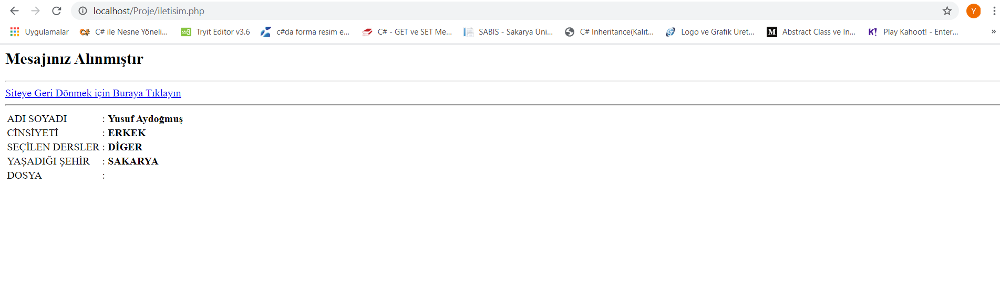 localhost/Proje/iletisim.php
Y
Uygulamalar C# C# ile Nesne Yöneli... w3 Tryit Editor v3.6 c#da forma resim e... C# - GET ve SET Me... SABİS - Sakarya Üni... C# Inheritance(Kalıt... Logo ve Grafik Üret... M Abstract Class ve In... K! Play Kahoot! - Enter... »
Mesajınız Alınmıştır
Siteye Geri Dönmek için Buraya Tıklayın
ADI SOYADI : Yusuf Aydoğmuş
CİNSİYETİ : ERKEK
SEÇİLEN DERSLER : DİGER
YAŞADIĞI ŞEHİR : SAKARYA
DOSYA :